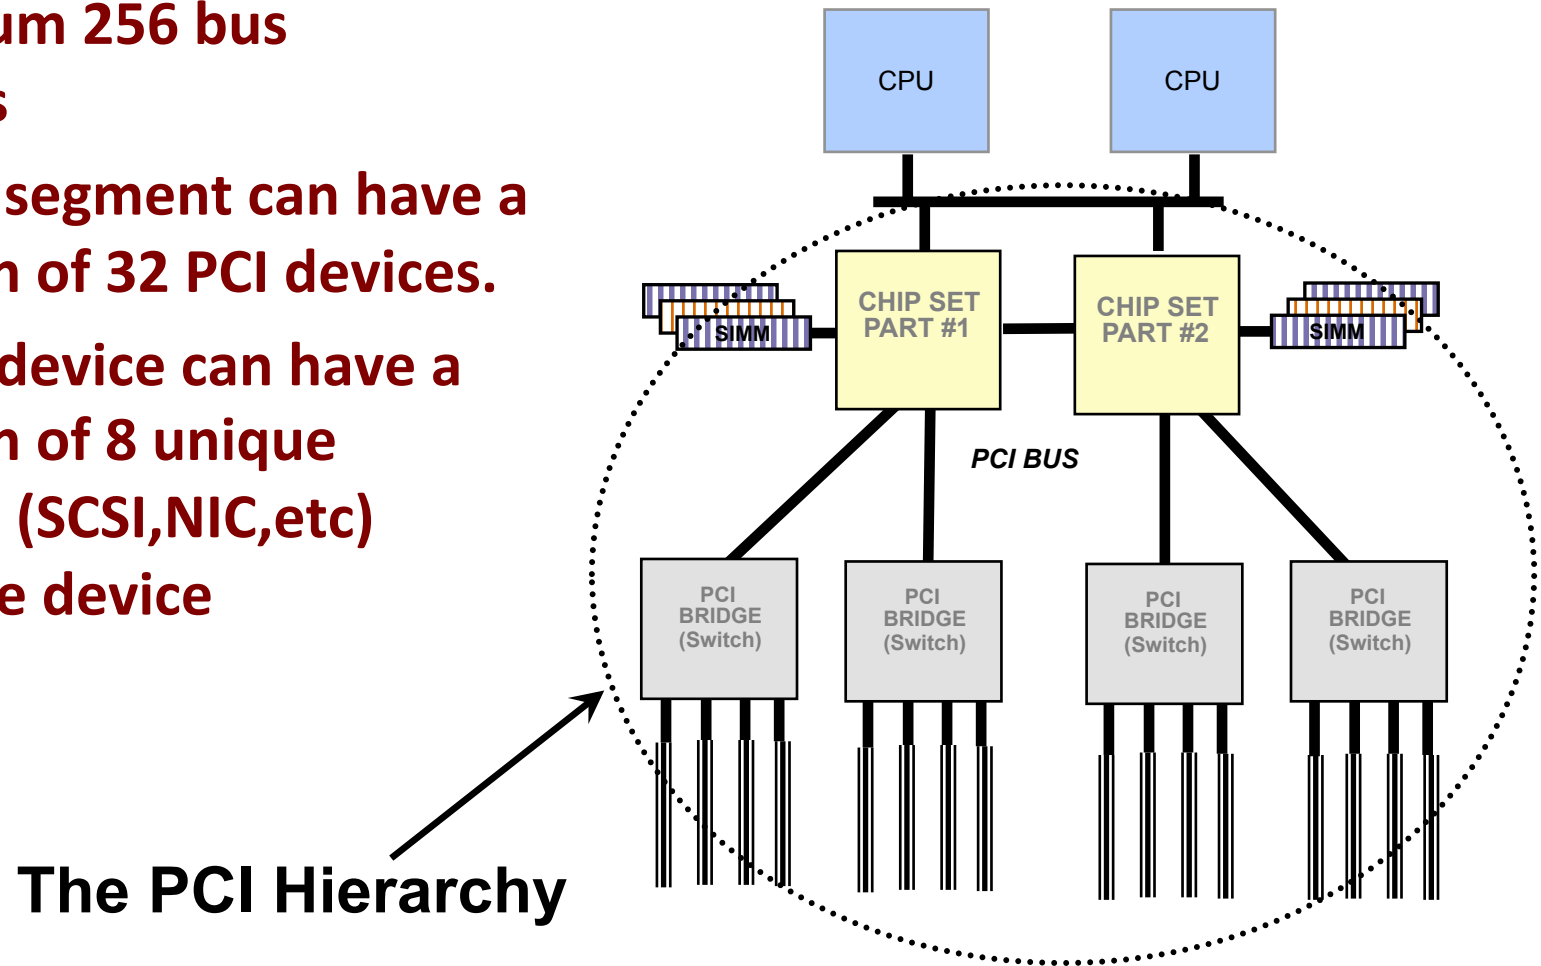 um 256 bus
s
segment can have a
n of 32 PCI devices.
device can have a
n of 8 unique
(SCSI,NIC,etc)
e device
The PCI Hierarchy
CPU
CPU
CHIP SET
PART #1
CHIP SET
PART #2
SIMM
SIMM
PCI BUS
PCI
BRIDGE
(Switch)
PCI
BRIDGE
(Switch)
PCI
BRIDGE
(Switch)
PCI
BRIDGE
(Switch)